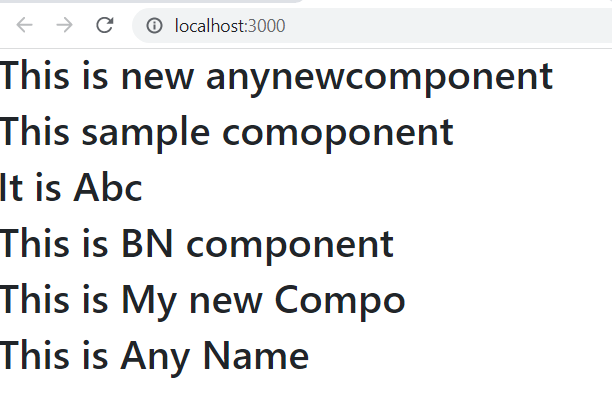 localhost:3000
This is new anynewcomponent
This sample comoponent
It is Abc
This is BN component
This is My new Compo
This is Any Name